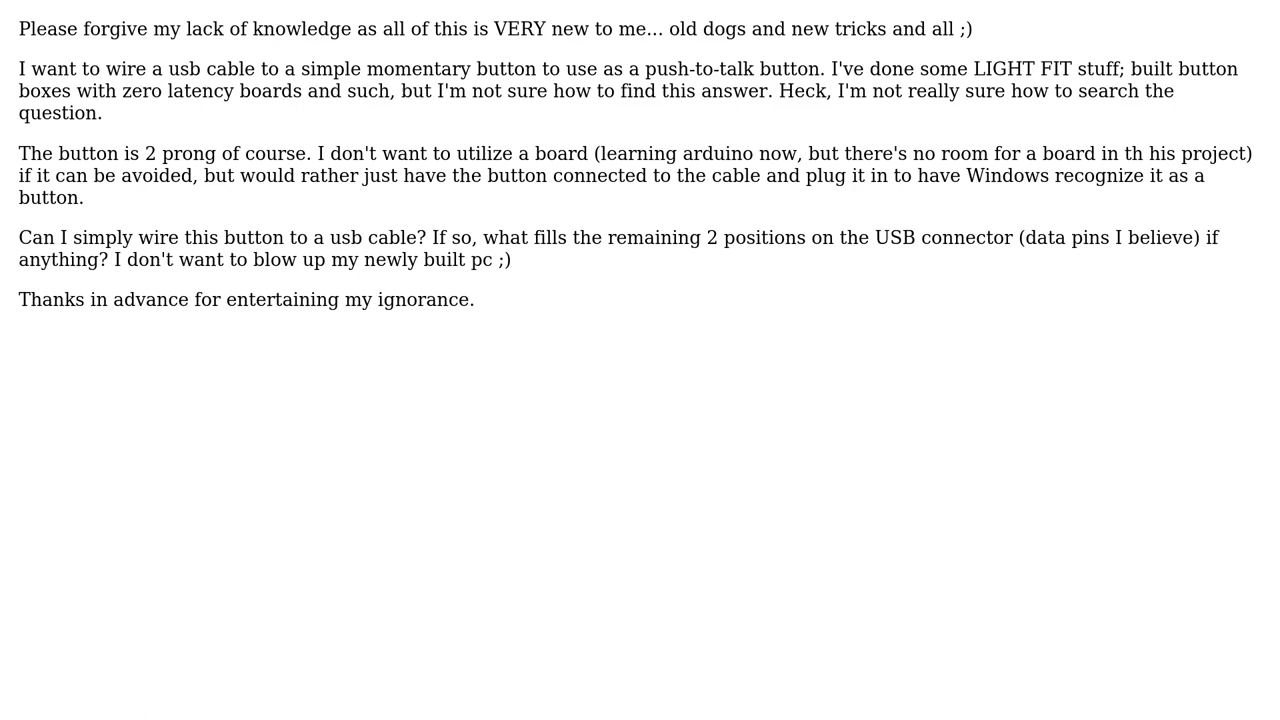 Please forgive my lack of knowledge as all of this is VERY new to me... old dogs and new tricks and all ;)
I want to wire a usb cable to a simple momentary button to use as a push-to-talk button. I've done some LIGHT FIT stuff; built button
boxes with zero latency boards and such, but I'm not sure how to find this answer. Heck, I'm not really sure how to search the
question.
The button is 2 prong of course. I don't want to utilize a board (learning arduino now, but there's no room for a board in th his project)
if it can be avoided, but would rather just have the button connected to the cable and plug it in to have Windows recognize it as a
button.
Can I simply wire this button to a usb cable? If so, what fills the remaining 2 positions on the USB connector (data pins I believe) if
anything? I don't want to blow up my newly built pc ;)
Thanks in advance for entertaining my ignorance.